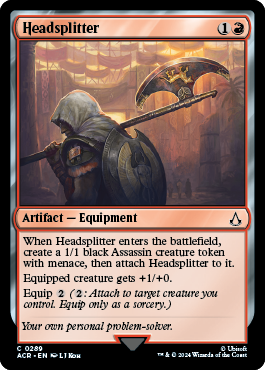 Headsplitter 1
Artifact — Equipment
When Headsplitter enters the battlefield,
create a 1/1 black Assassin creature token
with menace, then attach Headsplitter to it.
Equipped creature gets +1/+0.
Equip 2 (2: Attach to target creature you
control. Equip only as a sorcery.)
Your own personal problem-solver.
C 0289
ACR • EN LIXIN YIN
© Ubisoft
™ & © 2024 Wizards of the Coast